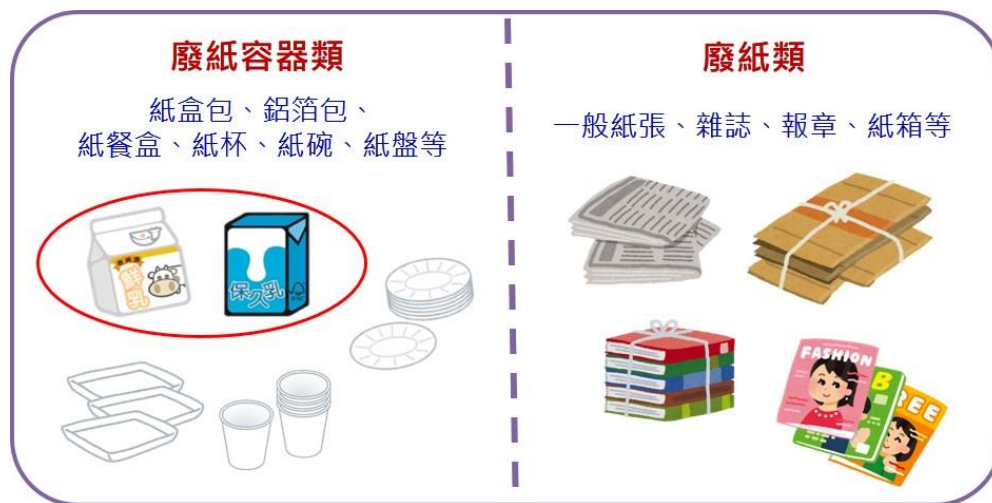 廢紙容器類
紙盒包、鋁箔包、
紙餐盒、紙杯、紙碗、紙盤等
鮮乳
保久乳
廢紙類
一般紙張、雜誌、報章、紙箱等
FASHION
B
REE